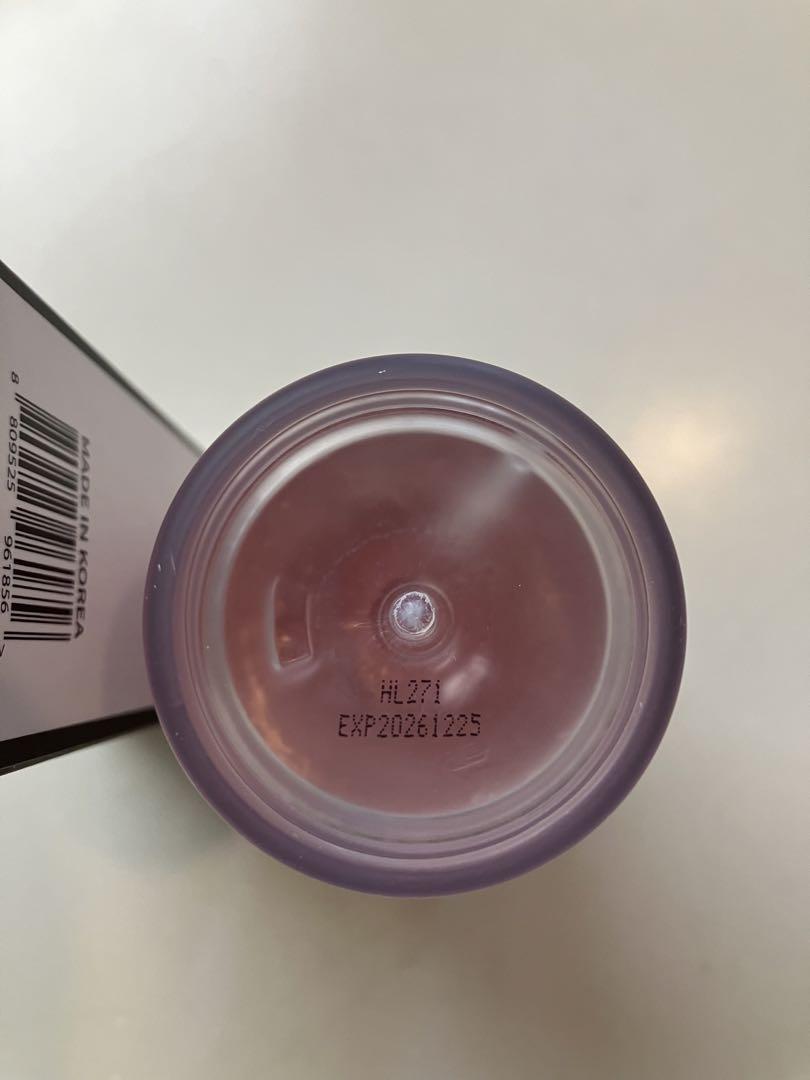 MADE IN KOREA
8 809525 961856 >
HL271
EXP20261225